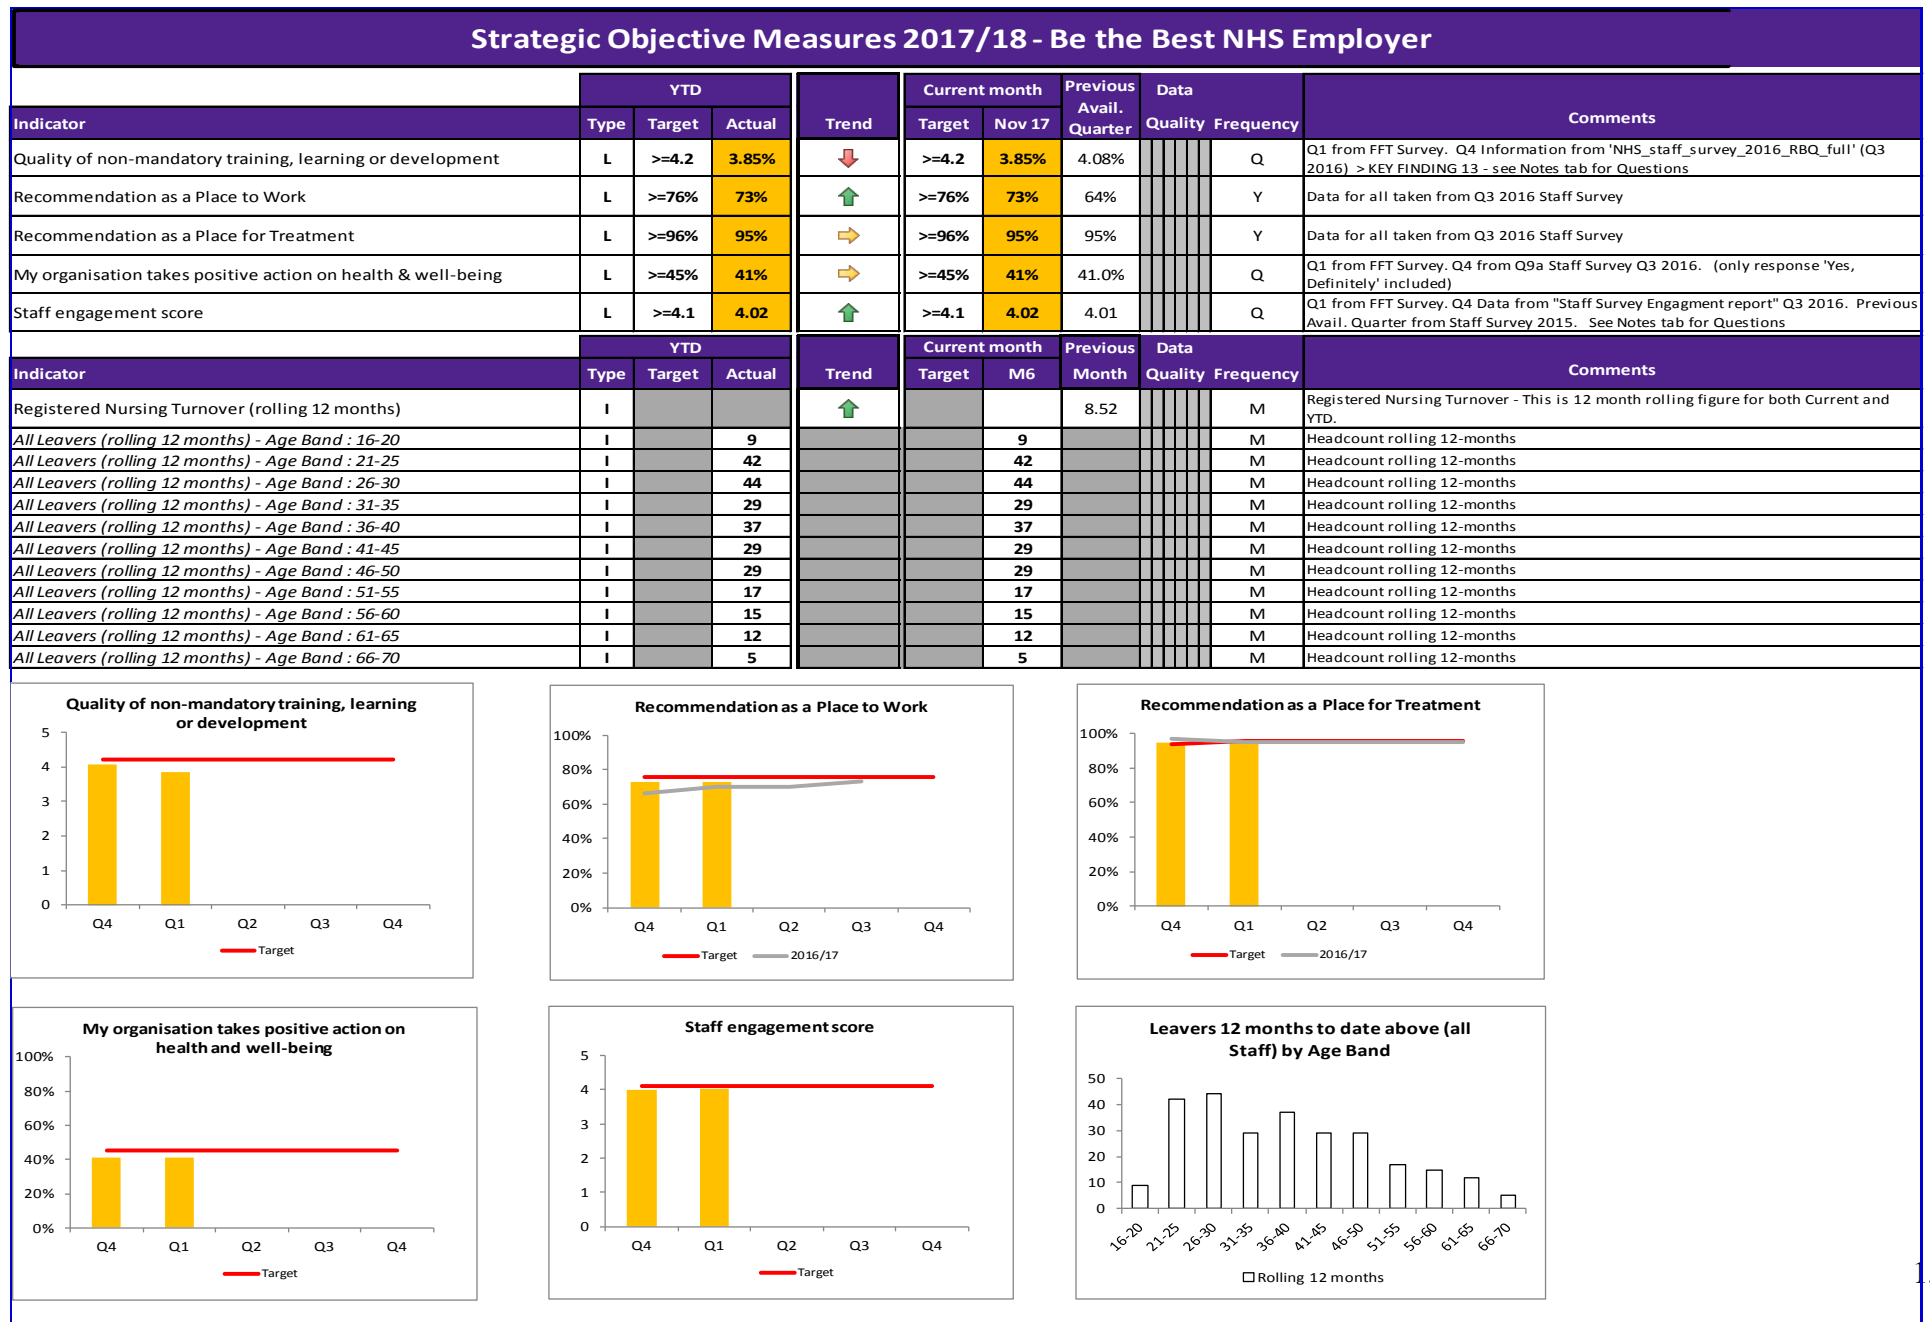 Strategic Objective Measures 2017/18 - Be the Best NHS Employer
YTD Current month Previous Data
Avail.
Indicator Type Target Actual Trend Target Nov 17 Quarter Quality Frequency Comments
Quality of non-mandatory training, learning or development L >=4.2 3.85% >=4.2 3.85% 4.08% Q Q1 from FFT Survey. Q4 Information from 'NHS_staff_survey_2016_RBQ_full' (Q3
2016) > KEY FINDING 13 - see Notes tab for Questions
Recommendation as a Place to Work L >=76% 73% >=76% 73% 64% Y Data for all taken from Q3 2016 Staff Survey
Recommendation as a Place for Treatment L >=96% 95% >=96% 95% 95% Y Data for all taken from Q3 2016 Staff Survey
My organisation takes positive action on health & well-being L >=45% 41% >=45% 41% 41.0% Q Q1 from FFT Survey. Q4 from Q9a Staff Survey Q3 2016. (only response 'Yes,
Definitely' included)
Staff engagement score L >=4.1 4.02 >=4.1 4.02 4.01 Q Q1 from FFT Survey. Q4 Data from "Staff Survey Engagment report" Q3 2016. Previous
Avail. Quarter from Staff Survey 2015. See Notes tab for Questions
YTD Current month Previous Data
Indicator Type Target Actual Trend Target M6 Month Quality Frequency Comments
Registered Nursing Turnover (rolling 12 months) I 8.52 M Registered Nursing Turnover - This is 12 month rolling figure for both Current and
YTD.
All Leavers (rolling 12 months) - Age Band : 16-20 I 9 9 M Headcount rolling 12-months
All Leavers (rolling 12 months) - Age Band : 21-25 I 42 42 M Headcount rolling 12-months
All Leavers (rolling 12 months) - Age Band : 26-30 I 44 44 M Headcount rolling 12-months
All Leavers (rolling 12 months) - Age Band : 31-35 I 29 29 M Headcount rolling 12-months
All Leavers (rolling 12 months) - Age Band : 36-40 I 37 37 M Headcount rolling 12-months
All Leavers (rolling 12 months) - Age Band : 41-45 I 29 29 M Headcount rolling 12-months
All Leavers (rolling 12 months) - Age Band : 46-50 I 29 29 M Headcount rolling 12-months
All Leavers (rolling 12 months) - Age Band : 51-55 I 17 17 M Headcount rolling 12-months
All Leavers (rolling 12 months) - Age Band : 56-60 I 15 15 M Headcount rolling 12-months
All Leavers (rolling 12 months) - Age Band : 61-65 I 12 12 M Headcount rolling 12-months
All Leavers (rolling 12 months) - Age Band : 66-70 I 5 5 M Headcount rolling 12-months
Quality of non-mandatory training, learning
or development
5
4
3
2
1
0
Q4 Q1 Q2 Q3 Q4
Target
Recommendation as a Place to Work
100%
80%
60%
40%
20%
0%
Q4 Q1 Q2 Q3 Q4
Target 2016/17
Recommendation as a Place for Treatment
100%
80%
60%
40%
20%
0%
Q4 Q1 Q2 Q3 Q4
Target 2016/17
My organisation takes positive action on
health and well-being
100%
80%
60%
40%
20%
0%
Q4 Q1 Q2 Q3 Q4
Target
Staff engagement score
5
4
3
2
1
0
Q4 Q1 Q2 Q3 Q4
Target
Leavers 12 months to date above (all
Staff) by Age Band
50
40
30
20
10
0
16-20 21-25 26-30 31-35 36-40 41-45 46-50 51-55 56-60 61-65 66-70
Rolling 12 months